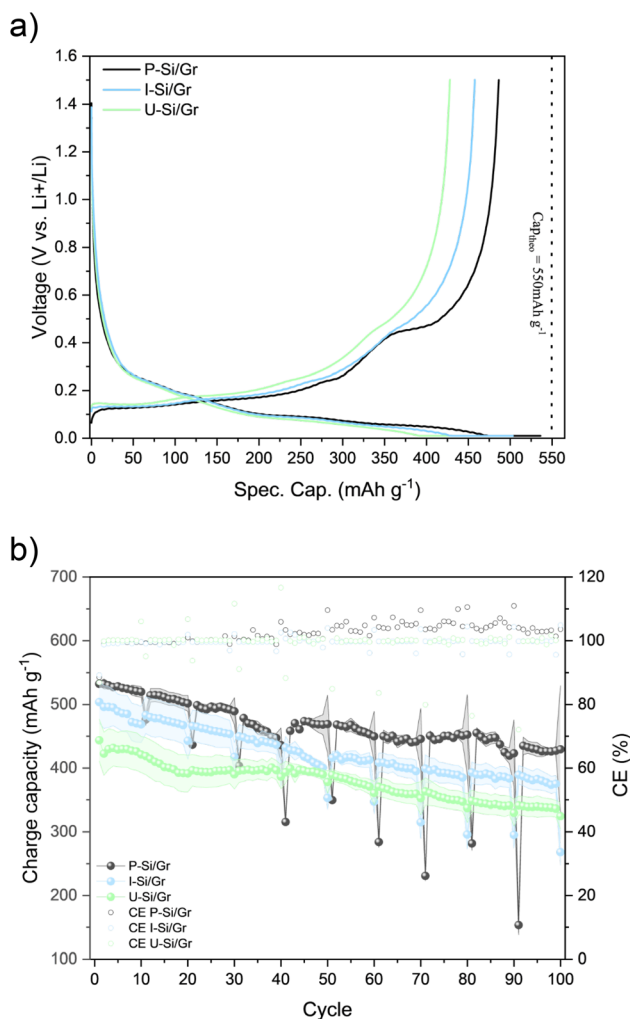 a)
1.6
1.4
1.2
1.0
0.8
0.6
0.4
0.2
0.0
Voltage (V vs. Li+/Li)
P-Si/Gr
I-Si/Gr
U-Si/Gr
Cap_theo = 550mAh g⁻¹
0 50 100 150 200 250 300 350 400 450 500 550
Spec. Cap. (mAh g⁻¹)
b)
700
600
500
400
300
200
100
Charge capacity (mAh g⁻¹)
P-Si/Gr
I-Si/Gr
U-Si/Gr
CE P-Si/Gr
CE I-Si/Gr
CE U-Si/Gr
120
100
80
60
40
20
0
CE (%)
0 10 20 30 40 50 60 70 80 90 100
Cycle